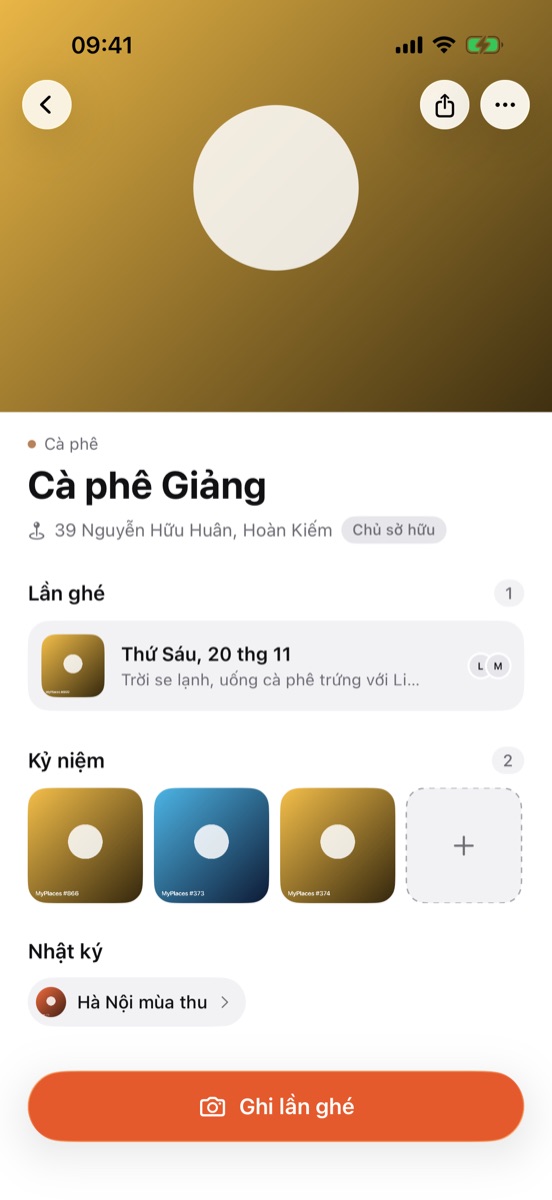 09:41
Cà phê
Cà phê Giảng
39 Nguyễn Hữu Huân, Hoàn Kiếm
Chủ sở hữu
Lần ghé
1
Thứ Sáu, 20 thg 11
Trời se lạnh, uống cà phê trứng với Li...
L M
Kỷ niệm
2
MyPlaces #866
MyPlaces #373
MyPlaces #374
Nhật ký
Hà Nội mùa thu
Ghi lần ghé